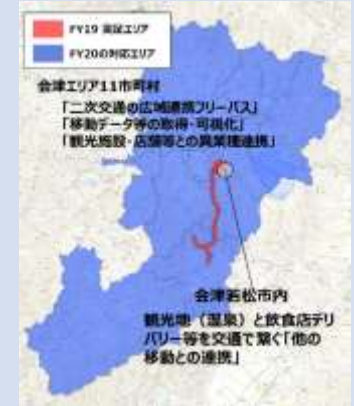 FY19 実証エリア
FY20の対応エリア
会津エリア11市町村
「二次交通の広域連携フリーパス」
「移動データ等の取得・可視化」
「観光施設・店舗等との異業種連携」
会津若松市内
観光地（温泉）と飲食店デリ
バリー等を交通で繋ぐ「他の
移動との連携」